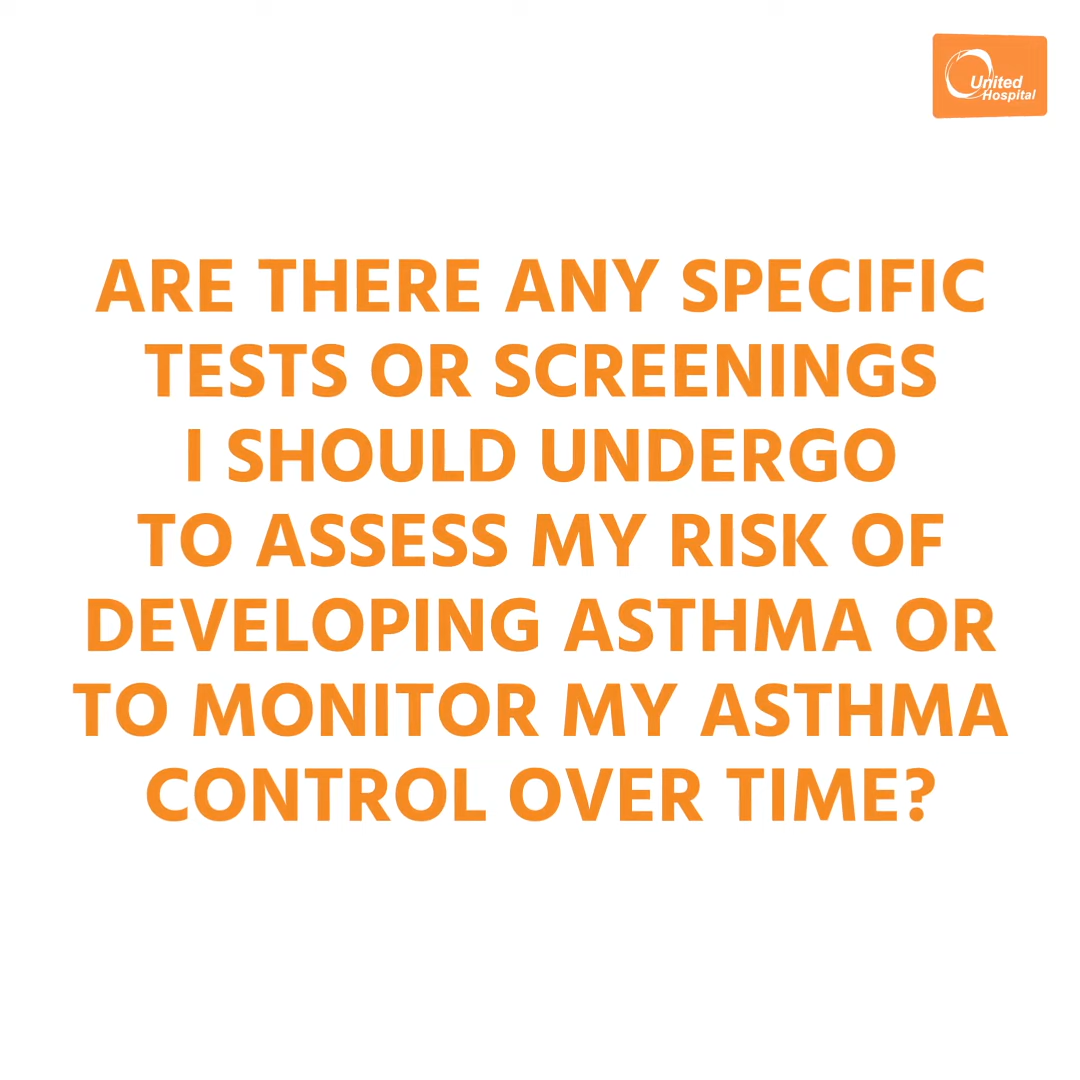 United
Hospital
ARE THERE ANY SPECIFIC
TESTS OR SCREENINGS
I SHOULD UNDERGO
TO ASSESS MY RISK OF
DEVELOPING ASTHMA OR
TO MONITOR MY ASTHMA
CONTROL OVER TIME?